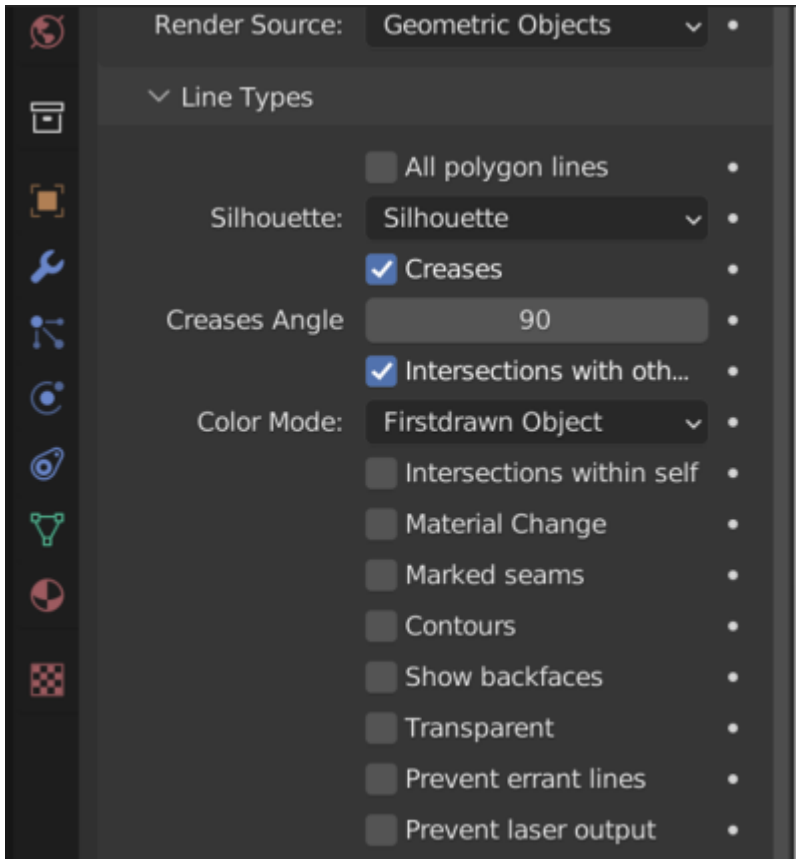 Render Source: Geometric Objects
Line Types
All polygon lines
Silhouette: Silhouette
Creases
Creases Angle 90
Intersections with oth...
Color Mode: Firstdrawn Object
Intersections within self
Material Change
Marked seams
Contours
Show backfaces
Transparent
Prevent errant lines
Prevent laser output